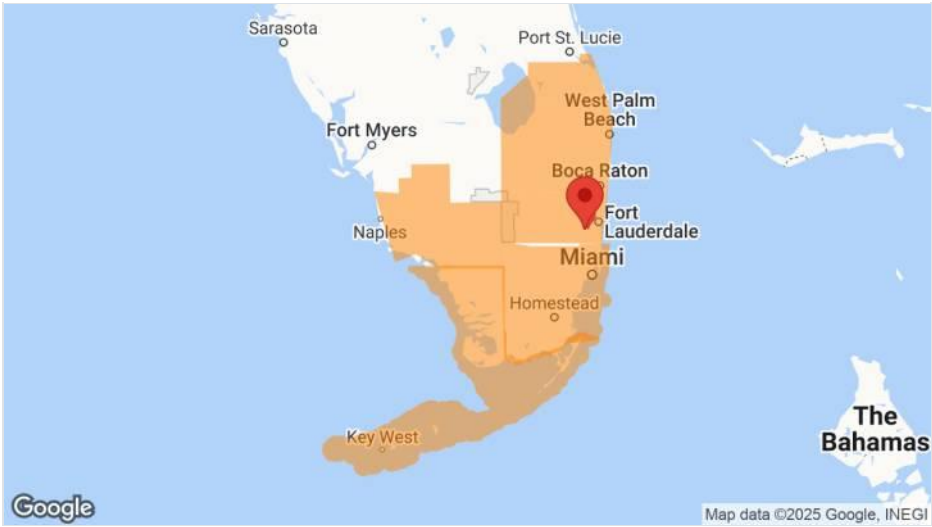 Sarasota
Port St. Lucie
West Palm
Beach
Fort Myers
Boca Raton
Fort
Lauderdale
Naples
Miami
Homestead
The
Bahamas
Key West
Google
Map data ©2025 Google, INEGI